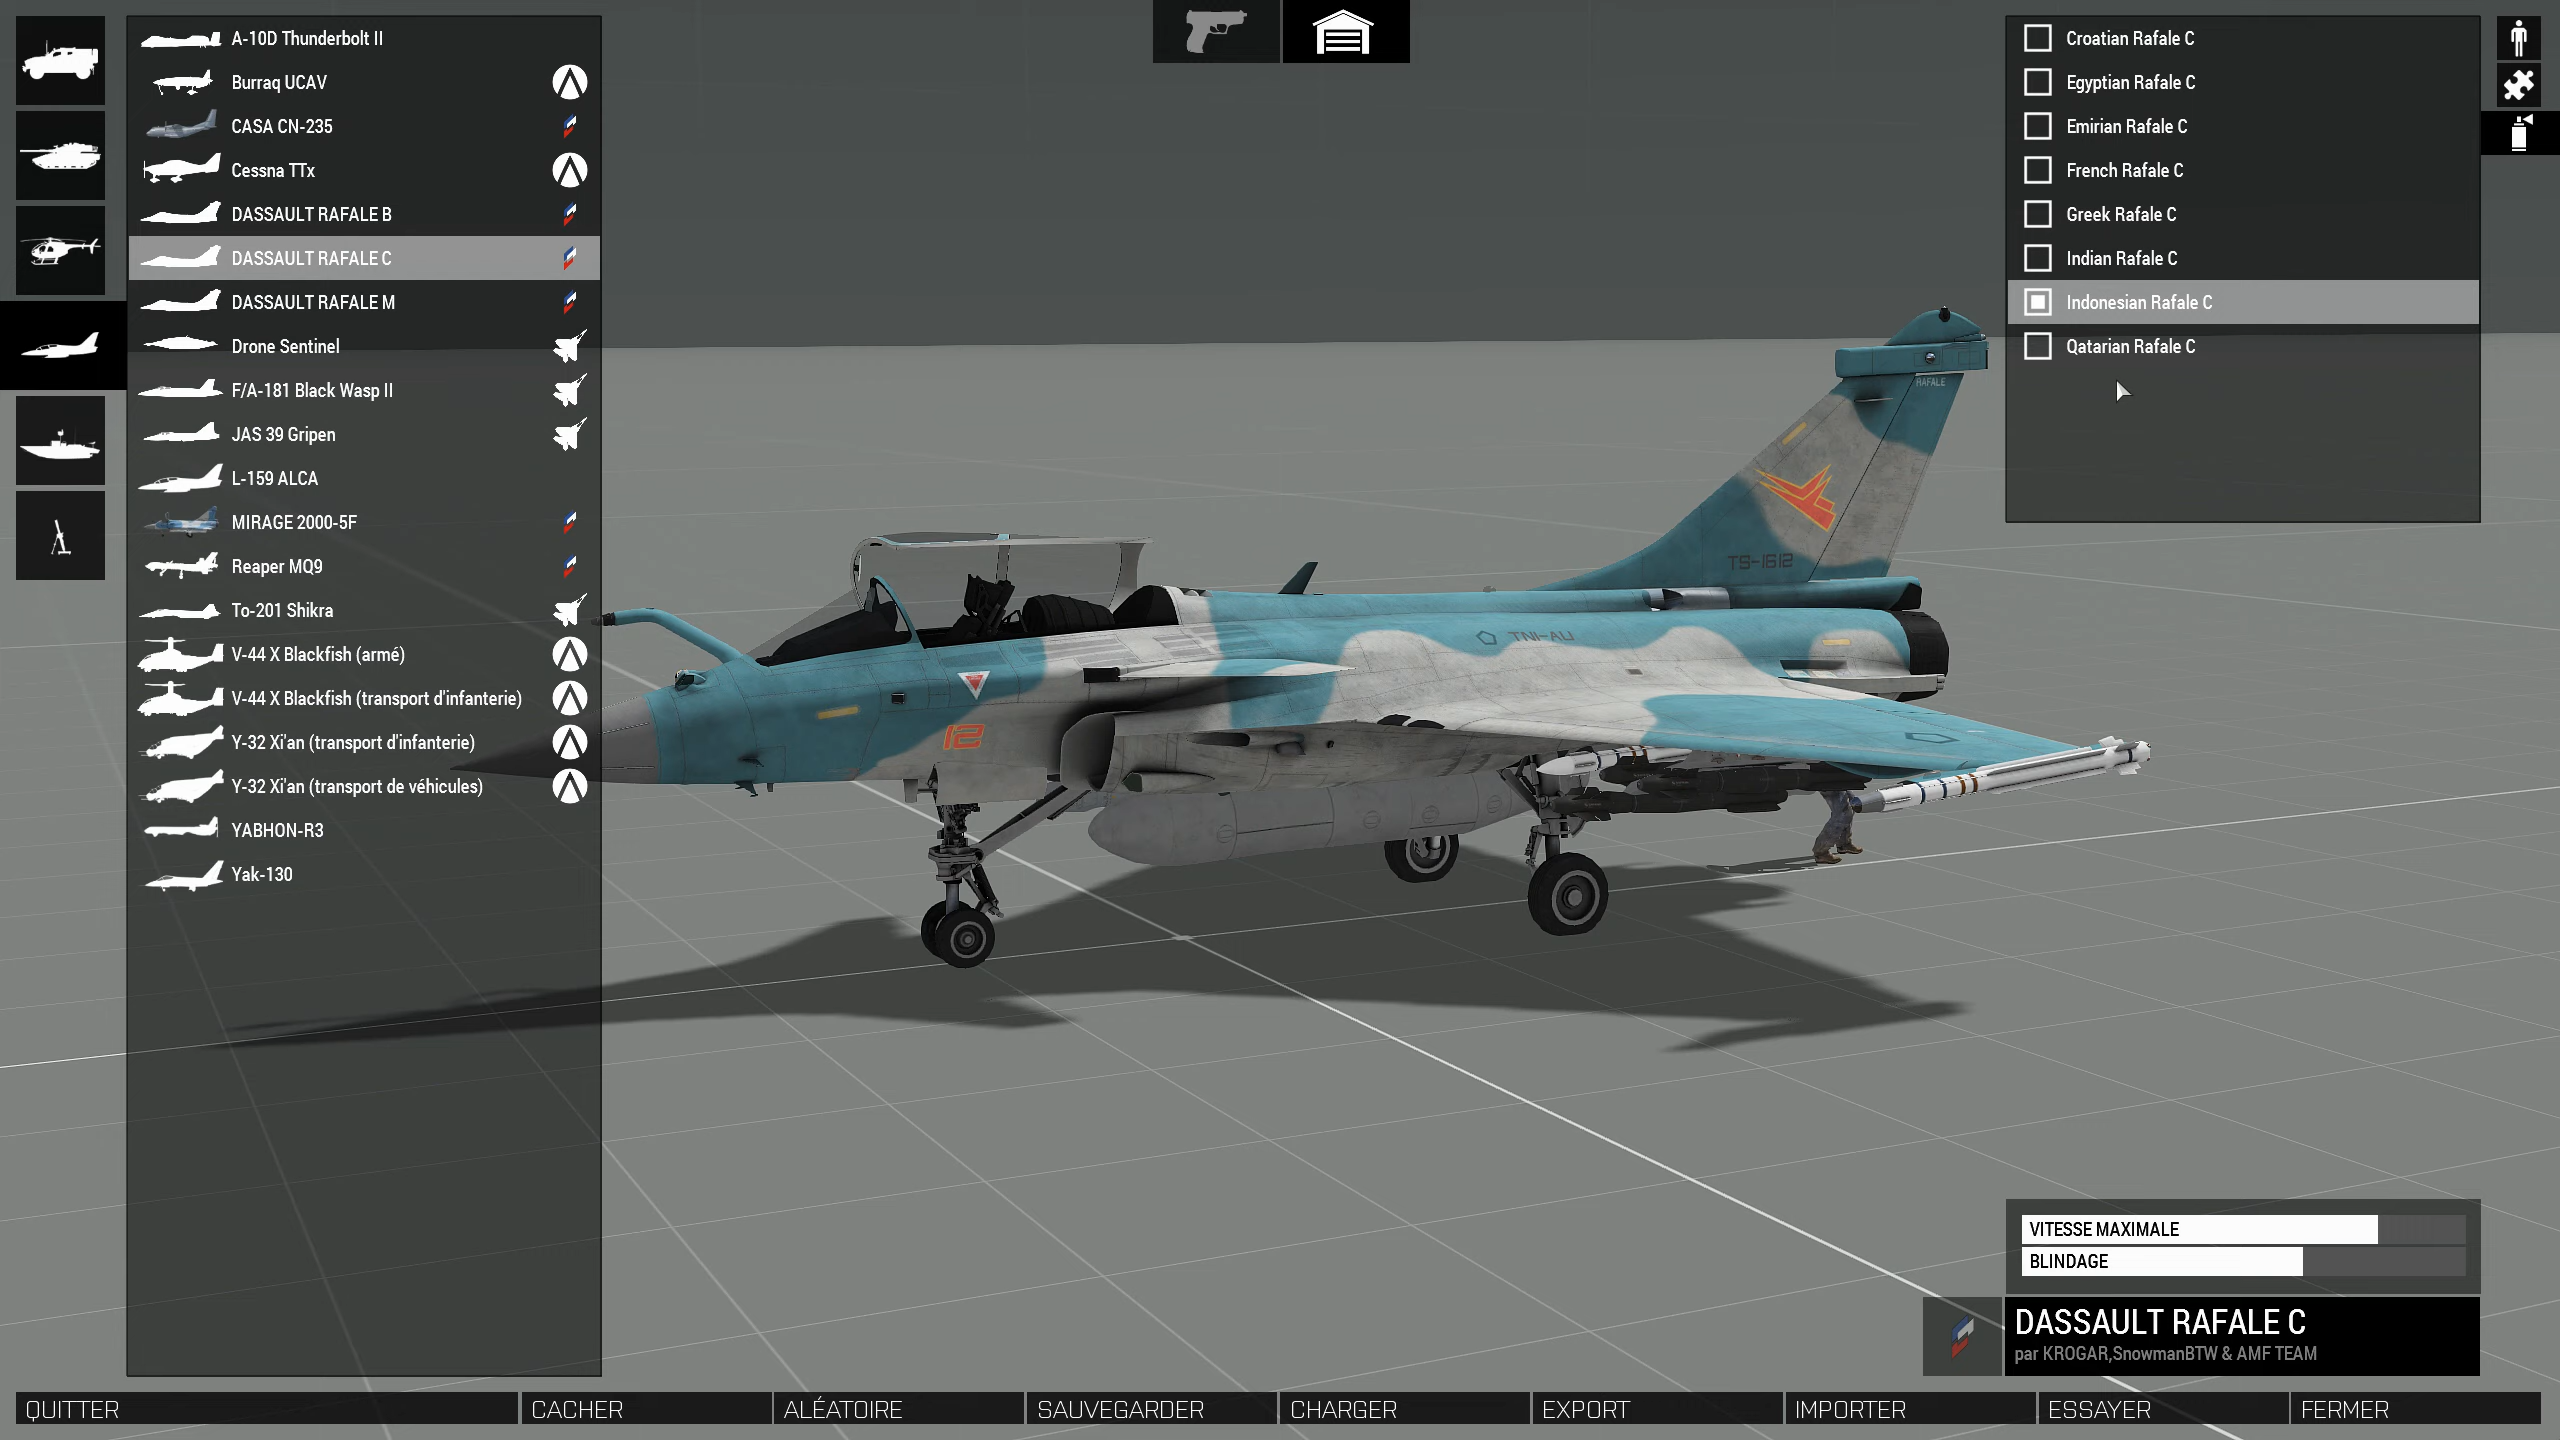 A-10D Thunderbolt II
Burraq UCAV
CASA CN-235
Cessna TTx
DASSAULT RAFALE B
DASSAULT RAFALE C
DASSAULT RAFALE M
Drone Sentinel
F/A-181 Black Wasp II
JAS 39 Gripen
L-159 ALCA
MIRAGE 2000-5F
Reaper MQ9
To-201 Shikra
V-44 X Blackfish (armé)
V-44 X Blackfish (transport d'infanterie)
Y-32 Xi'an (transport d'infanterie)
Y-32 Xi'an (transport de véhicules)
YABHON-R3
Yak-130
Croatian Rafale C
Egyptian Rafale C
Emirian Rafale C
French Rafale C
Greek Rafale C
Indian Rafale C
Indonesian Rafale C
Qatarian Rafale C
RAFALE
TS-1612
TNI-AU
12
VITESSE MAXIMALE
BLINDAGE
DASSAULT RAFALE C
par KROGAR,SnowmanBTW & AMF TEAM
QUITTER
CACHER
ALÉATOIRE
SAUVEGARDER
CHARGER
EXPORT
IMPORTER
ESSAYER
FERMER